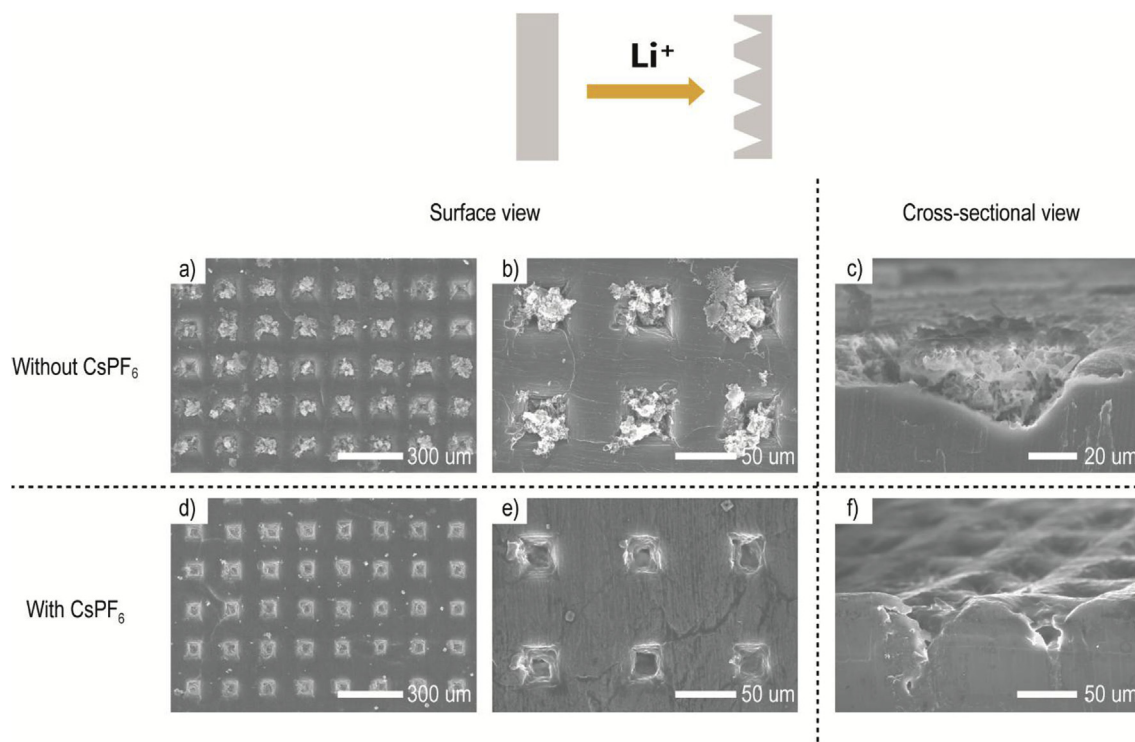 Li⁺
Surface view
Cross-sectional view
Without CsPF₆
a)
300 um
b)
50 um
c)
20 um
With CsPF₆
d)
300 um
e)
50 um
f)
50 um